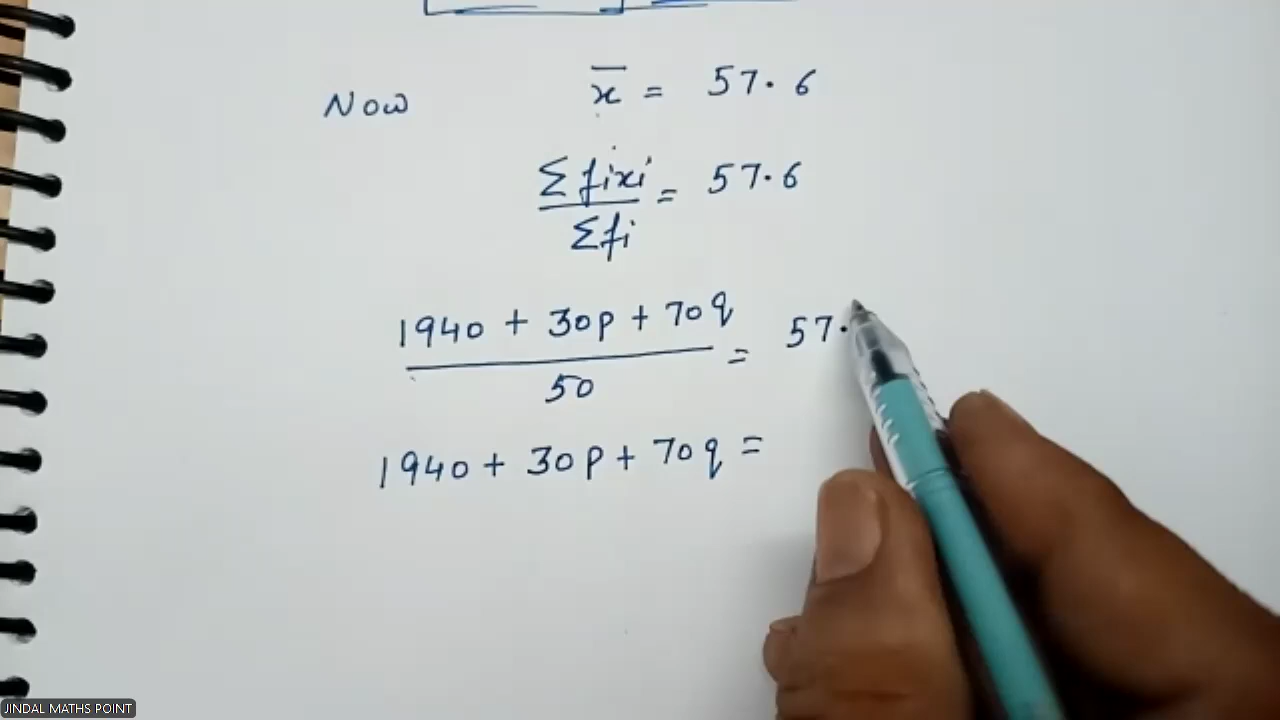 Now x̄ = 57.6
Σfixi / Σfi = 57.6
1940 + 30p + 70q / 50 = 57.
1940 + 30p + 70q =
JINDAL MATHS POINT